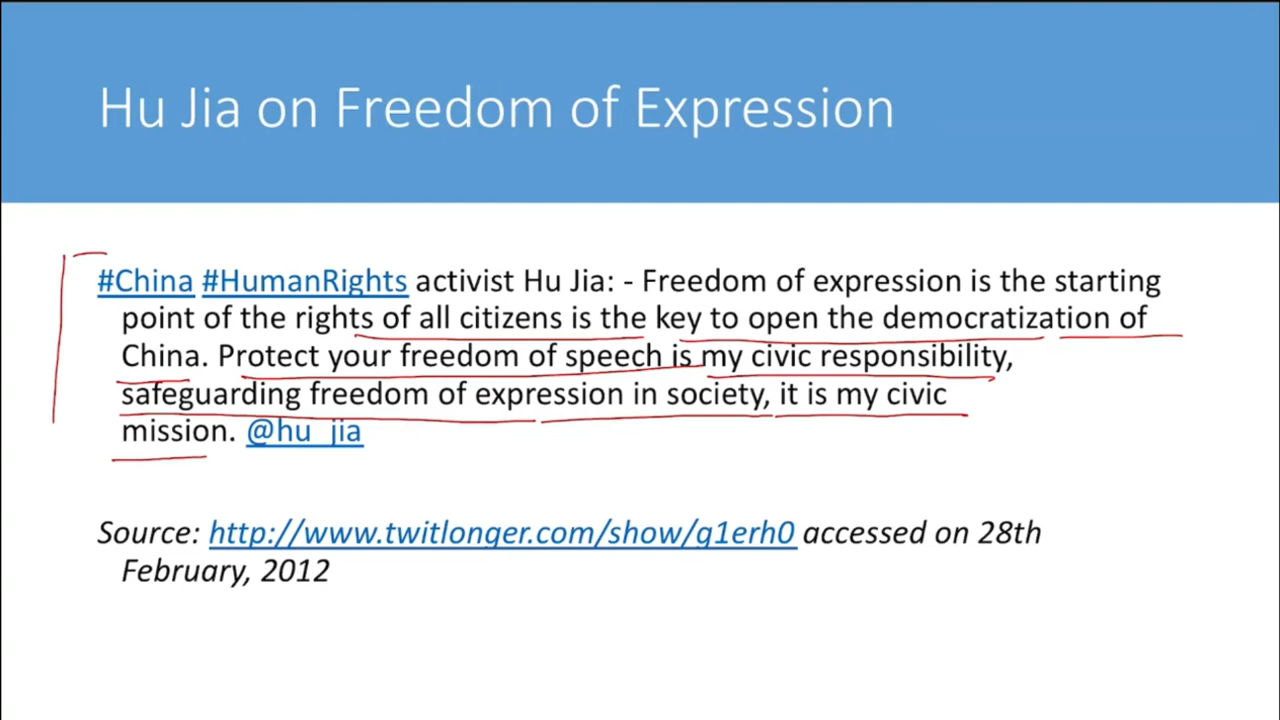 Hu Jia on Freedom of Expression
#China #HumanRights activist Hu Jia: - Freedom of expression is the starting
point of the rights of all citizens is the key to open the democratization of
China. Protect your freedom of speech is my civic responsibility,
safeguarding freedom of expression in society, it is my civic
mission. @hu_jia
Source: http://www.twitlonger.com/show/g1erh0 accessed on 28th
February, 2012